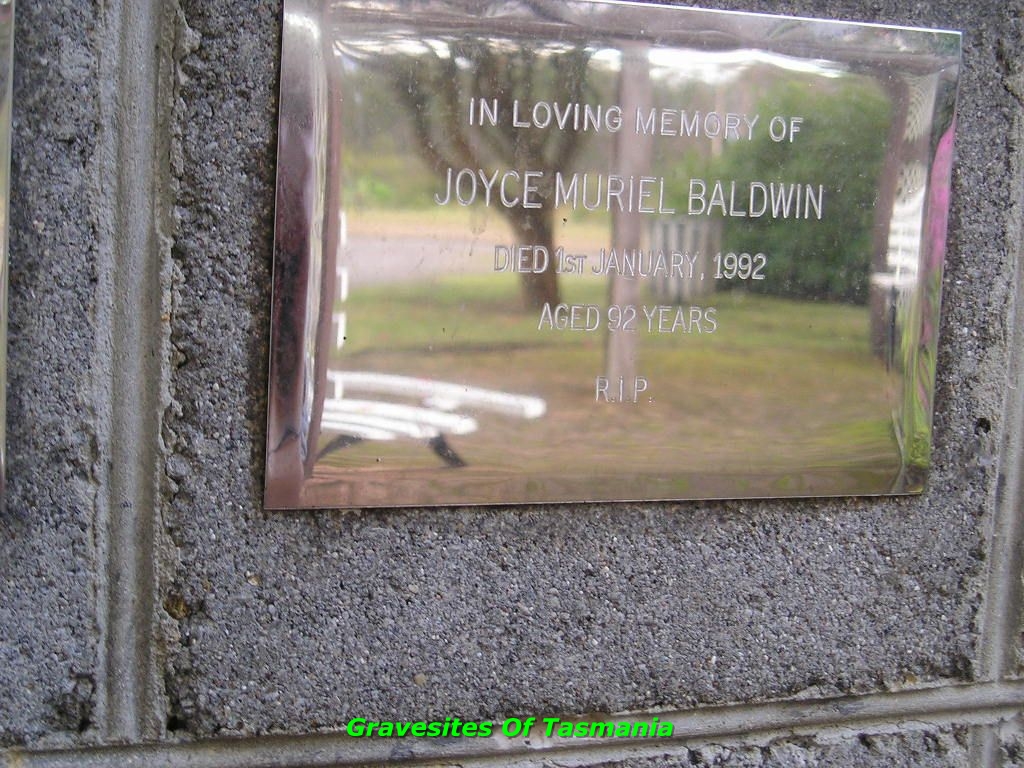 IN LOVING MEMORY OF
JOYCE MURIEL BALDWIN
DIED 1ST JANUARY, 1992
AGED 92 YEARS
R.I.P.
Gravesites Of Tasmania